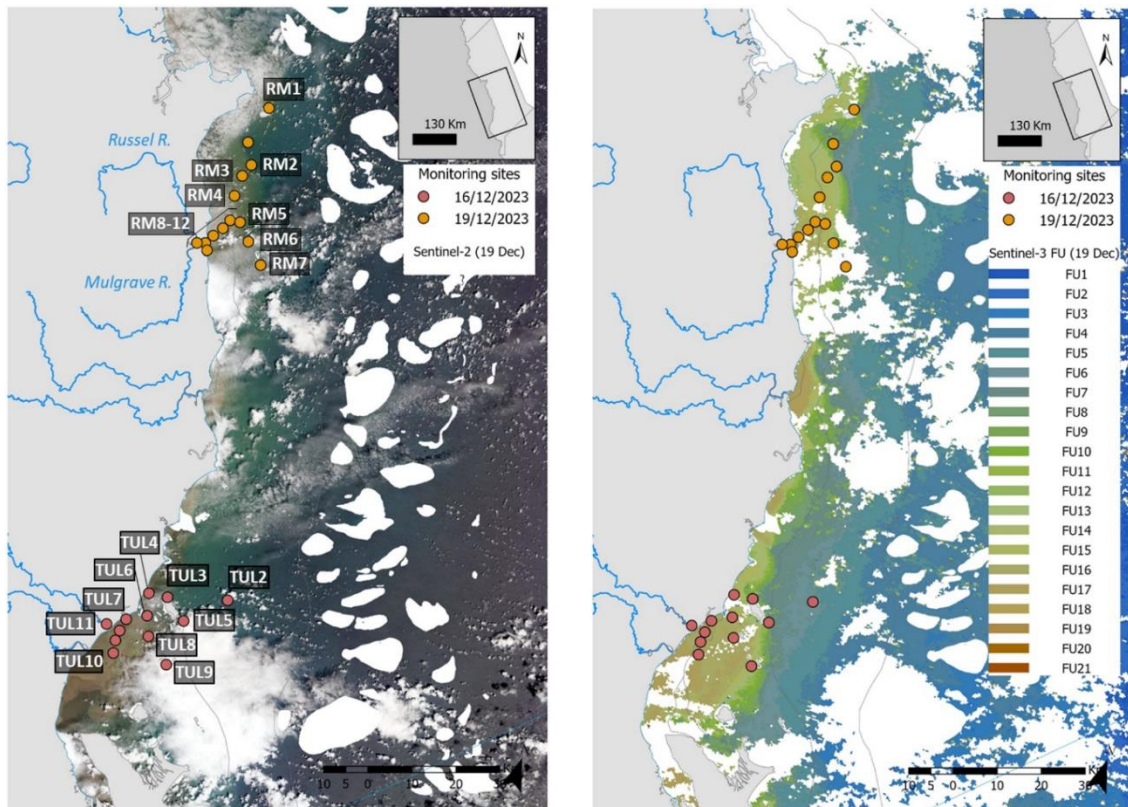 N
130 Km
Monitoring sites
16/12/2023
19/12/2023
Sentinel-2 (19 Dec)
RM1
Russel R.
RM2
RM3
RM4
RM5
RM8-12
RM6
RM7
Mulgrave R.
TUL4
TUL6
TUL3
TUL2
TUL7
TUL11
TUL5
TUL8
TUL10
TUL9
10 5 0 10 20 30
N
130 Km
Monitoring sites
16/12/2023
19/12/2023
Sentinel-3 FU (19 Dec)
FU1
FU2
FU3
FU4
FU5
FU6
FU7
FU8
FU9
FU10
FU11
FU12
FU13
FU14
FU15
FU16
FU17
FU18
FU19
FU20
FU21
10 5 0 10 20 30